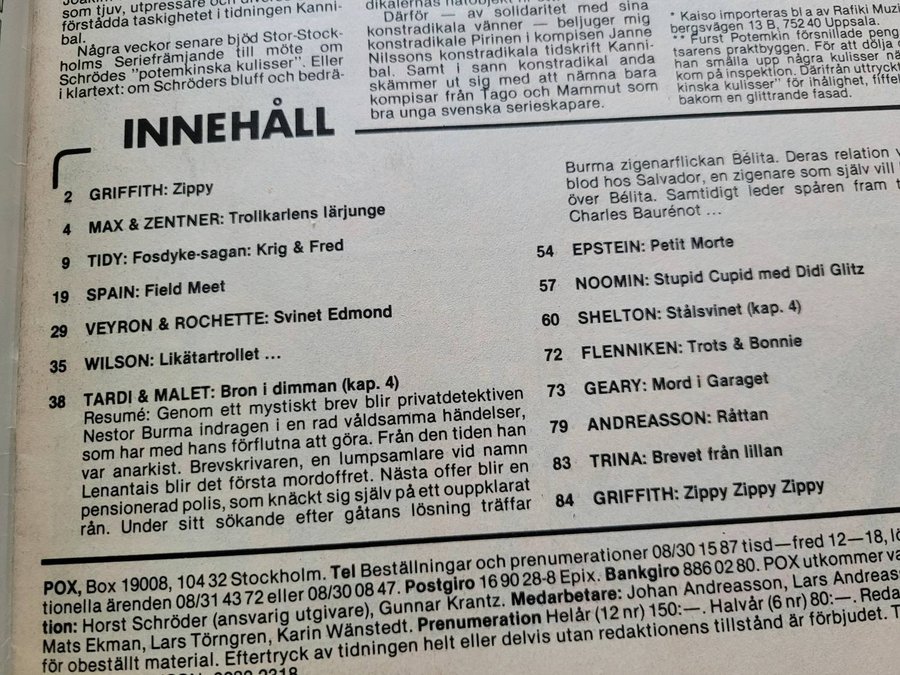 som tjuv, utpressare och
förstådda taskighetet i tidningen Kanni-
bal.
Några veckor senare bjöd Stor-Stock-
holms Seriefrämjande till möte om
Schrödes "potemkinska kulisser". Eller
i klartext: om Schröders bluff och bedrä-
Därför — av solidaritet med sina
konstradikala vänner — beljuger mig
konstradikale Pirinen i kompisen Janne
Nilssons konstradikala tidskrift Kanni-
bal. Samt i sann konstradikal anda
skämmer ut sig med att nämna bara
kompisar från Tago och Mammut som
bra unga svenska serieskapare.
* Kaiso importeras bl a av Rafiki Muzi
bergsvägen 13 B, 752 40 Uppsala.
** Furst Potemkin försnillade peng
tsarens praktbyggen. För att dölja
han smälla upp några kulisser nä
kom på inspektion. Därifrån uttryckt
kinska kulisser" för ihålighet, fiffel
bakom en glittrande fasad.
INNEHÅLL
2 GRIFFITH: Zippy
4 MAX & ZENTNER: Trollkarlens lärjunge
9 TIDY: Fosdyke-sagan: Krig & Fred
19 SPAIN: Field Meet
29 VEYRON & ROCHETTE: Svinet Edmond
35 WILSON: Likätartrollet ...
38 TARDI & MALET: Bron i dimman (kap. 4)
Resumé: Genom ett mystiskt brev blir privatdetektiven
Nestor Burma indragen i en rad våldsamma händelser,
som har med hans förflutna att göra. Från den tiden han
var anarkist. Brevskrivaren, en lumpsamlare vid namn
Lenantais blir det första mordoffret. Nästa offer blir en
pensionerad polis, som knäckt sig själv på ett ouppklarat
rån. Under sitt sökande efter gåtans lösning träffar
Burma zigenarflickan Bélita. Deras relation v
blod hos Salvador, en zigenare som själv vill
över Bélita. Samtidigt leder spåren fram t
Charles Baurénot ...
54 EPSTEIN: Petit Morte
57 NOOMIN: Stupid Cupid med Didi Glitz
60 SHELTON: Stålsvinet (kap. 4)
72 FLENNIKEN: Trots & Bonnie
73 GEARY: Mord i Garaget
79 ANDREASSON: Råttan
83 TRINA: Brevet från lillan
84 GRIFFITH: Zippy Zippy Zippy
POX, Box 19008, 104 32 Stockholm. Tel Beställningar och prenumerationer 08/30 15 87 tisd—fred 12—18, lö
tionella ärenden 08/31 43 72 eller 08/30 08 47. Postgiro 16 90 28-8 Epix. Bankgiro 886 02 80. POX utkommer va
tion: Horst Schröder (ansvarig utgivare), Gunnar Krantz. Medarbetare: Johan Andreasson, Lars Andreas
Mats Ekman, Lars Törngren, Karin Wänstedt. Prenumeration Helår (12 nr) 150:—. Halvår (6 nr) 80:—. Reda
för obeställt material. Eftertryck av tidningen helt eller delvis utan redaktionens tillstånd är förbjudet. T